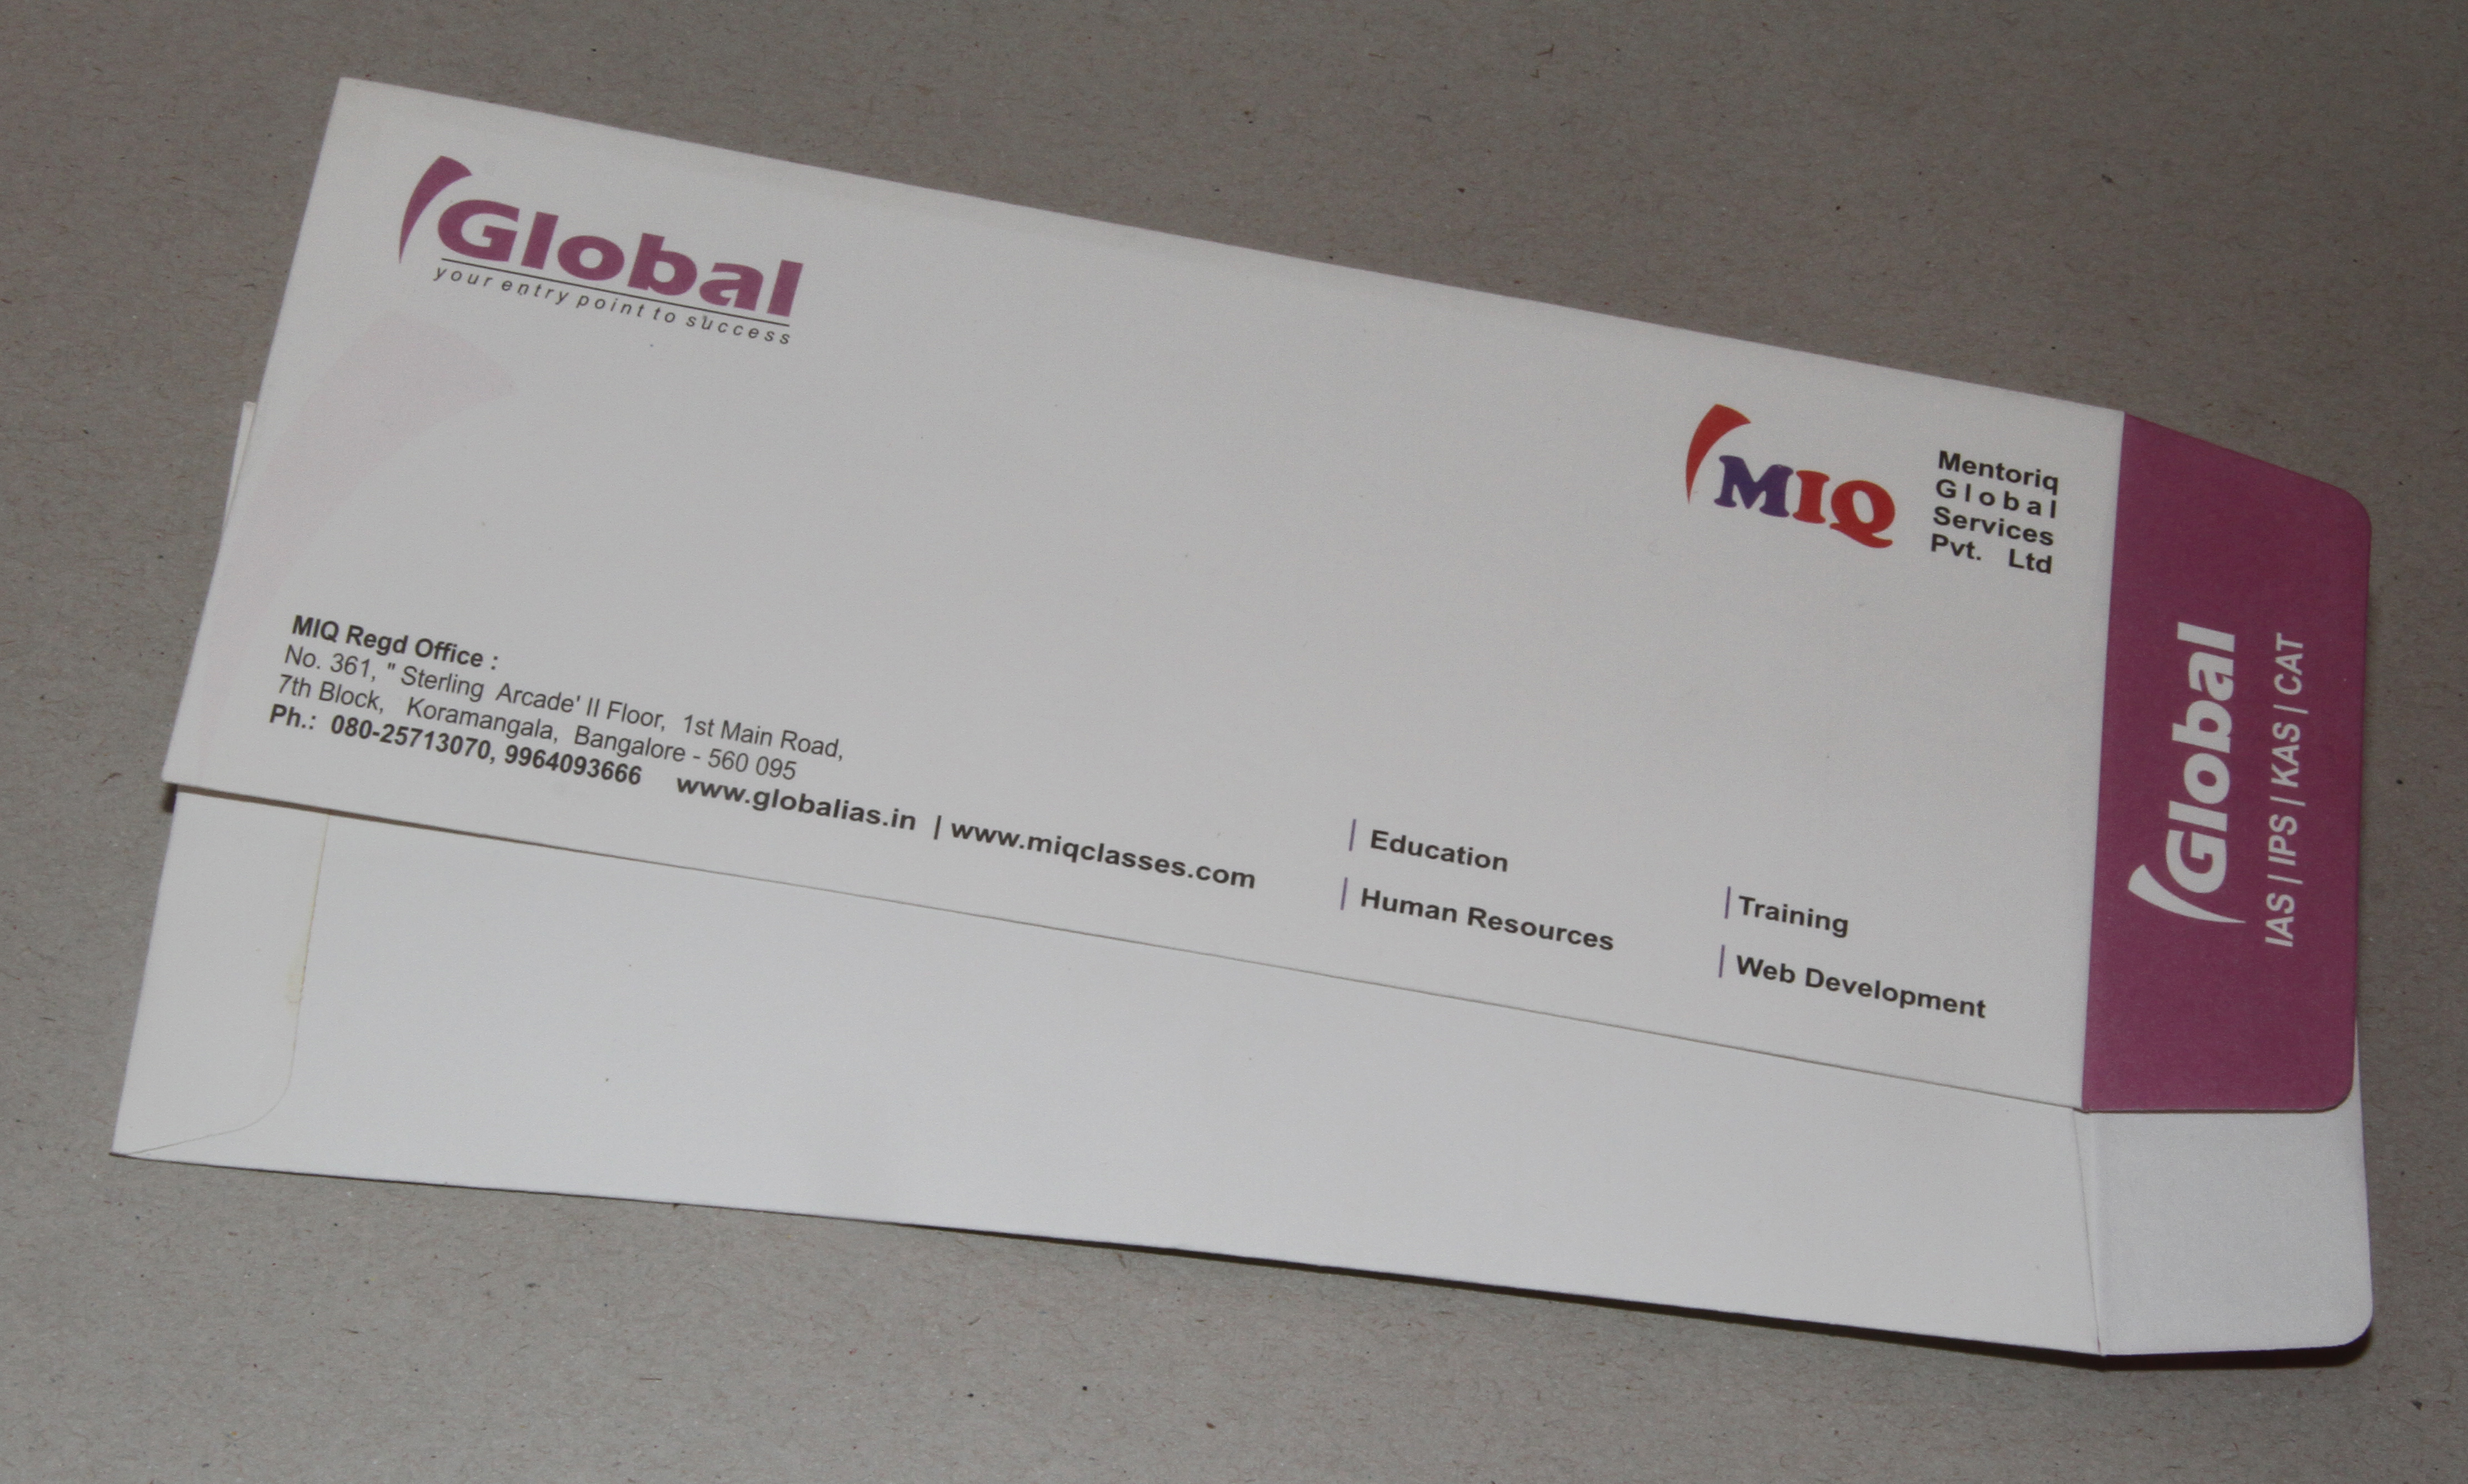 Global
your entry point to success
MIQ
Mentoriq
Global
Services
Pvt. Ltd
MIQ Regd Office :
No. 361, " Sterling Arcade' II Floor, 1st Main Road,
7th Block, Koramangala, Bangalore - 560 095
Ph.: 080-25713070, 9964093666 www.globalias.in | www.miqclasses.com
| Education
| Human Resources
| Training
| Web Development
Global
IAS | IPS | KAS | CAT